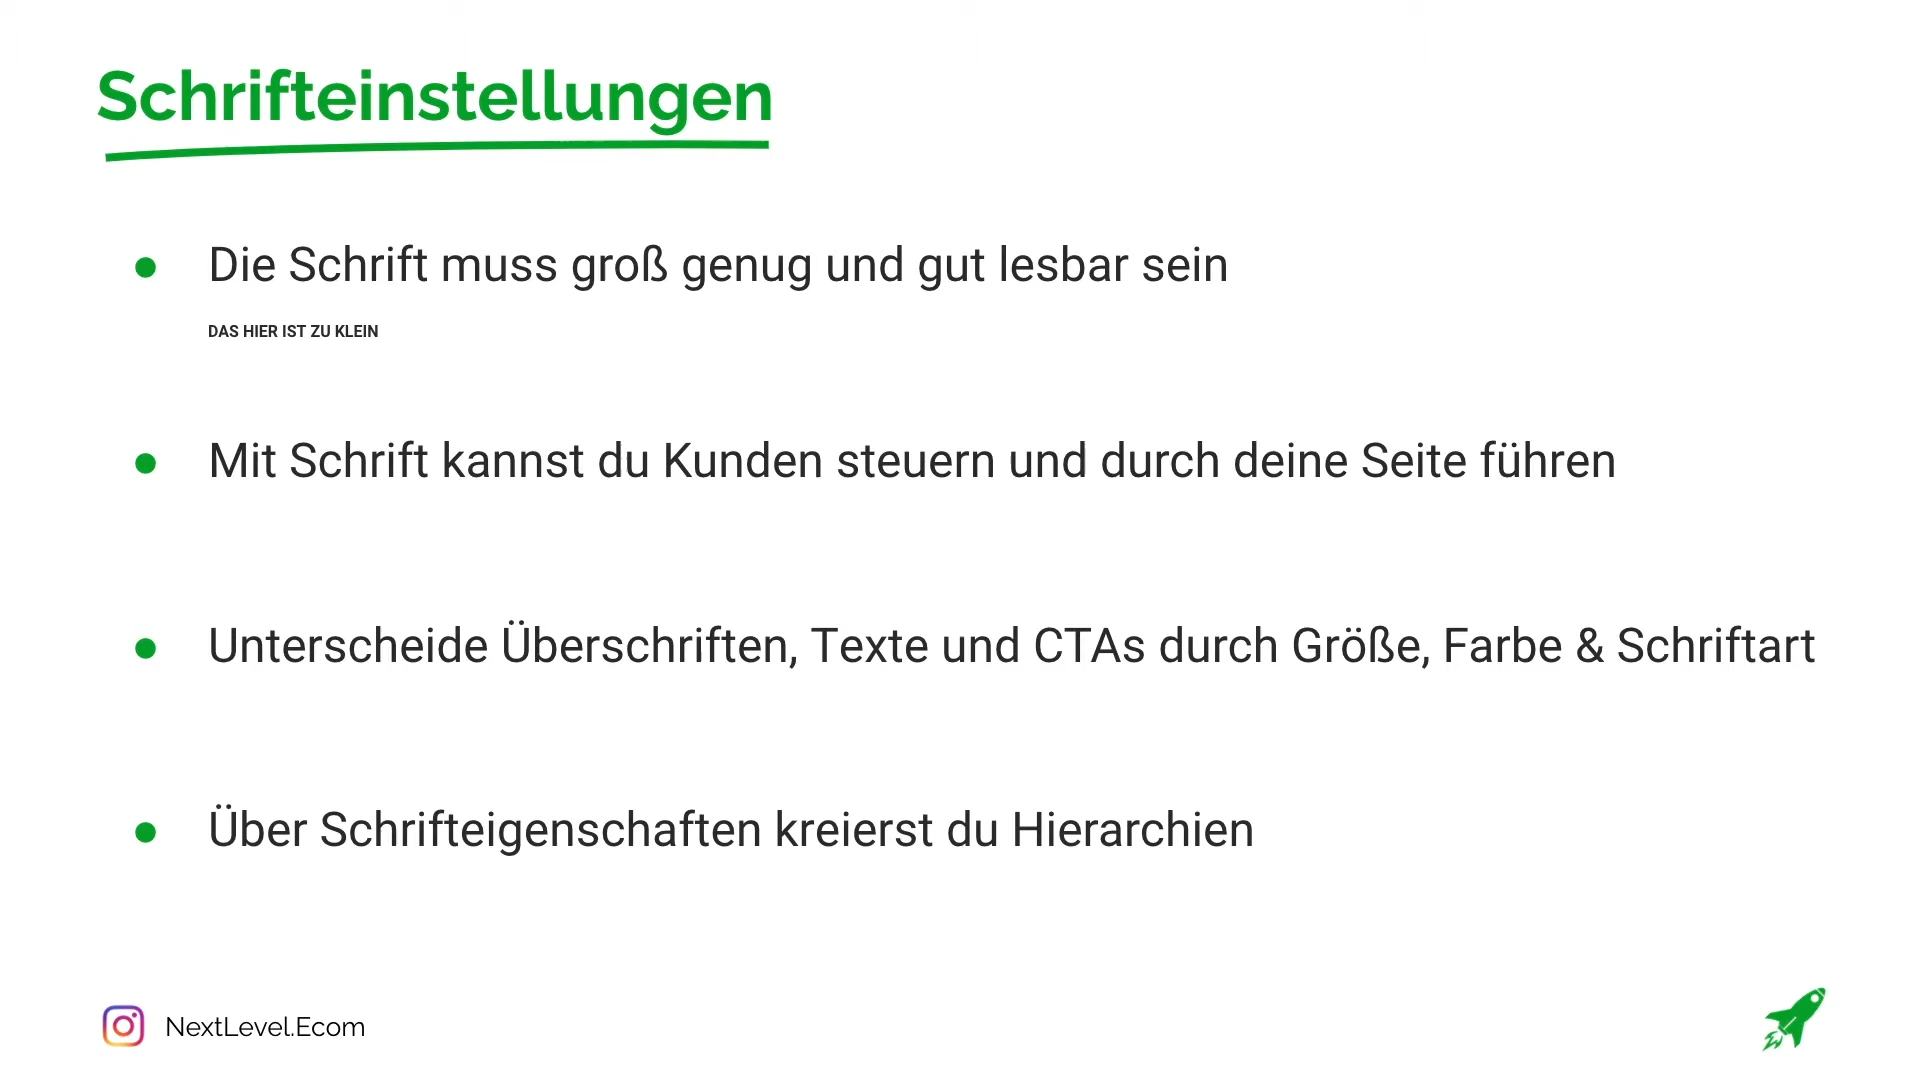 Schrifteinstellungen
Die Schrift muss groß genug und gut lesbar sein
DAS HIER IST ZU KLEIN
Mit Schrift kannst du Kunden steuern und durch deine Seite führen
Unterscheide Überschriften, Texte und CTAs durch Größe, Farbe & Schriftart
Über Schrifteigenschaften kreierst du Hierarchien
NextLevel.Ecom